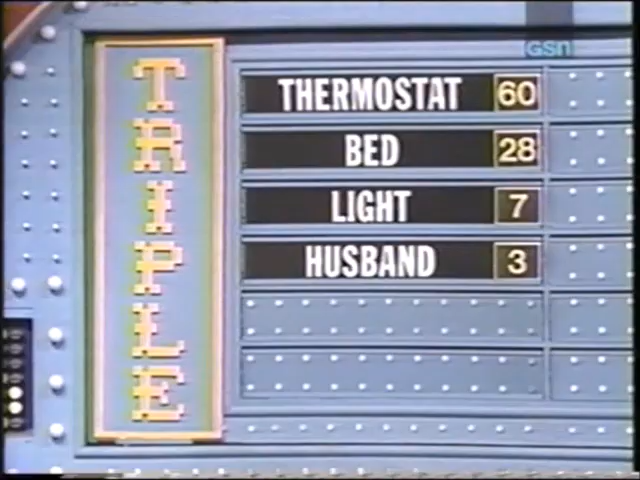 GSN
TRIPLE
THERMOSTAT 60
BED 28
LIGHT 7
HUSBAND 3